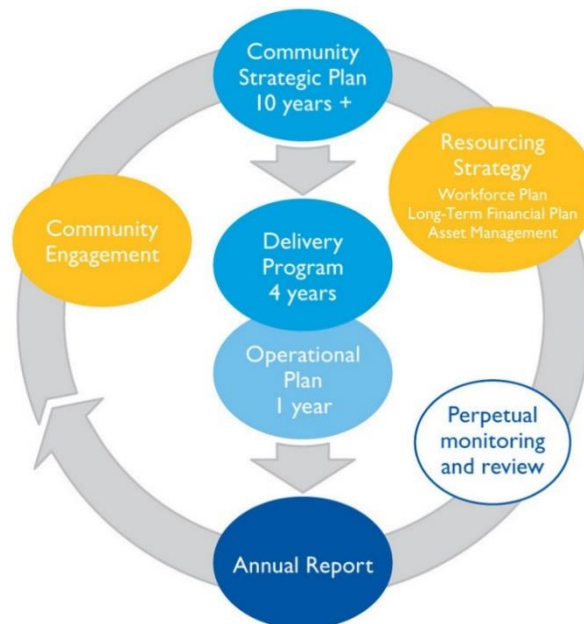 Community
Strategic Plan
10 years +
Resourcing
Strategy
Workforce Plan
Long-Term Financial Plan
Asset Management
Community
Engagement
Delivery
Program
4 years
Operational
Plan
1 year
Perpetual
monitoring
and review
Annual Report